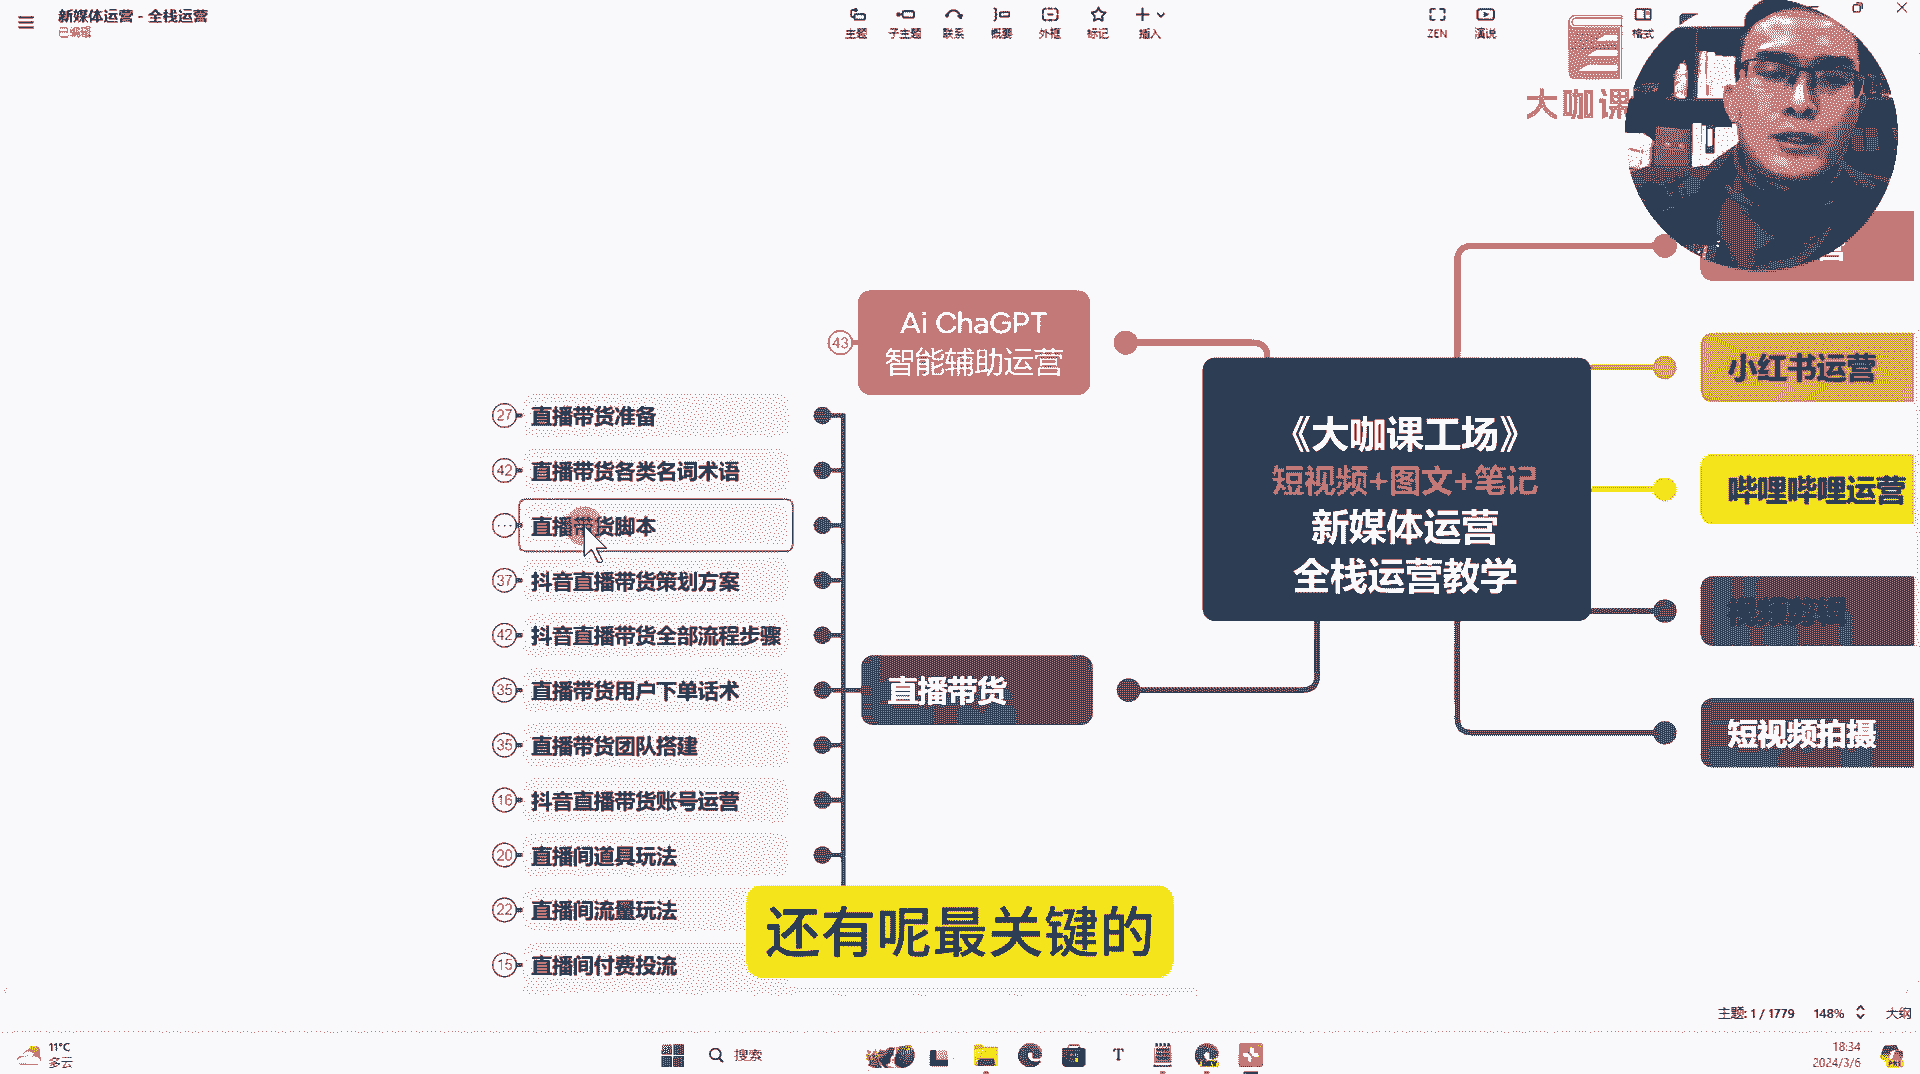 新媒体运营 - 全栈运营
已编辑
主题
子主题
联系
概要
外框
标记
插入
ZEN
演说
格式
大咖课
Ai ChaGPT
智能辅助运营
43
《大咖课工场》
短视频+图文+笔记
新媒体运营
全栈运营教学
小红书运营
哔哩哔哩运营
视频剪辑
短视频拍摄
直播带货
27 直播带货准备
42 直播带货各类名词术语
直播带货脚本
37 抖音直播带货策划方案
42 抖音直播带货全部流程步骤
35 直播带货用户下单话术
35 直播带货团队搭建
16 抖音直播带货账号运营
20 直播间道具玩法
22 直播间流量玩法
15 直播间付费投流
还有呢最关键的
主题: 1 / 1779
148%
大纲
11°C
多云
搜索
18:34
2024/3/6